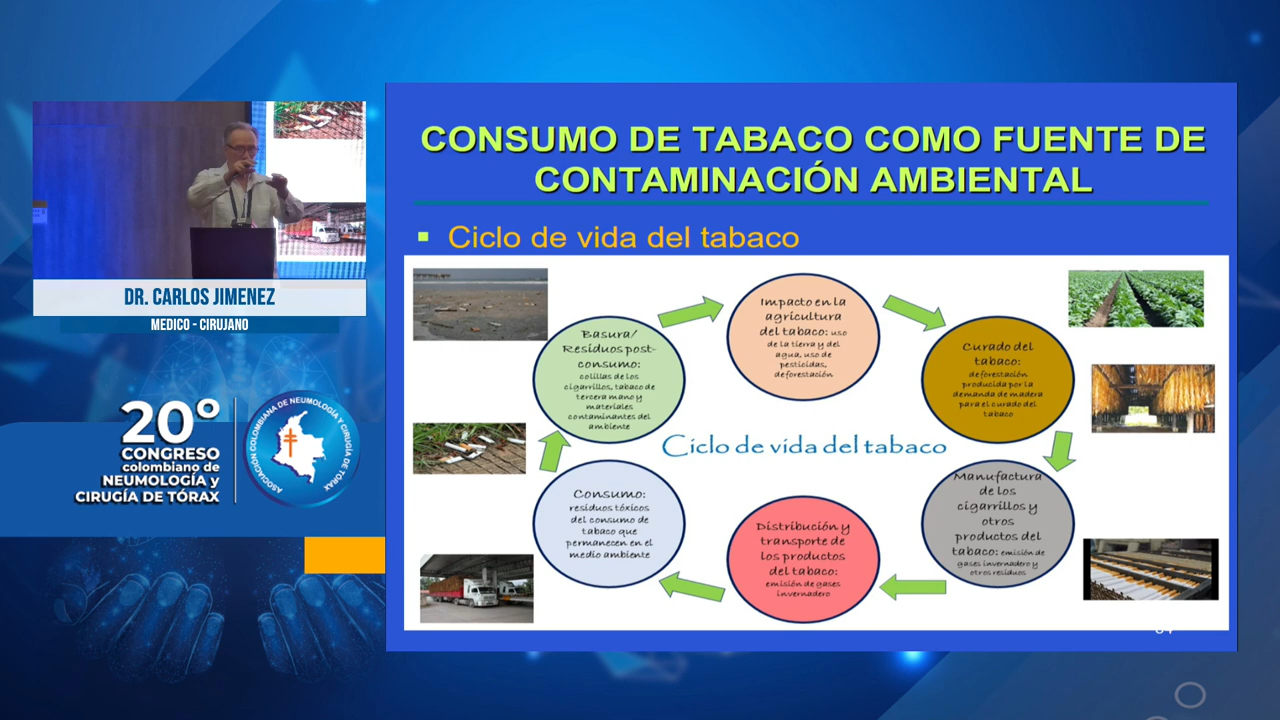 CONSUMO DE TABACO COMO FUENTE DE
CONTAMINACIÓN AMBIENTAL
Ciclo de vida del tabaco
Impacto en la
agricultura
del tabaco: uso
de la tierra y del
agua, uso de
pesticidas,
deforestación
Curado del
tabaco:
deforestación
producida por la
demanda de madera
para el curado del
tabaco
Manufactura
de los
cigarrillos y
otros
productos del
tabaco: emisión de
gases invernadero y
otros residuos
Distribución y
transporte de
los productos
del tabaco:
emisión de gases
invernadero
Consumo:
residuos tóxicos
del consumo de
tabaco que
permanecen en el
medio ambiente
Basura/
Residuos post-
consumo:
colillas de los
cigarrillos, tabaco de
tercera mano y
materiales
contaminantes del
ambiente
Ciclo de vida del tabaco
DR. CARLOS JIMENEZ
MEDICO - CIRUJANO
20º
CONGRESO
colombiano de
NEUMOLOGÍA y
CIRUGÍA DE TÓRAX
ASOCIACIÓN COLOMBIANA DE NEUMOLOGÍA Y CIRUGÍA DE TÓRAX